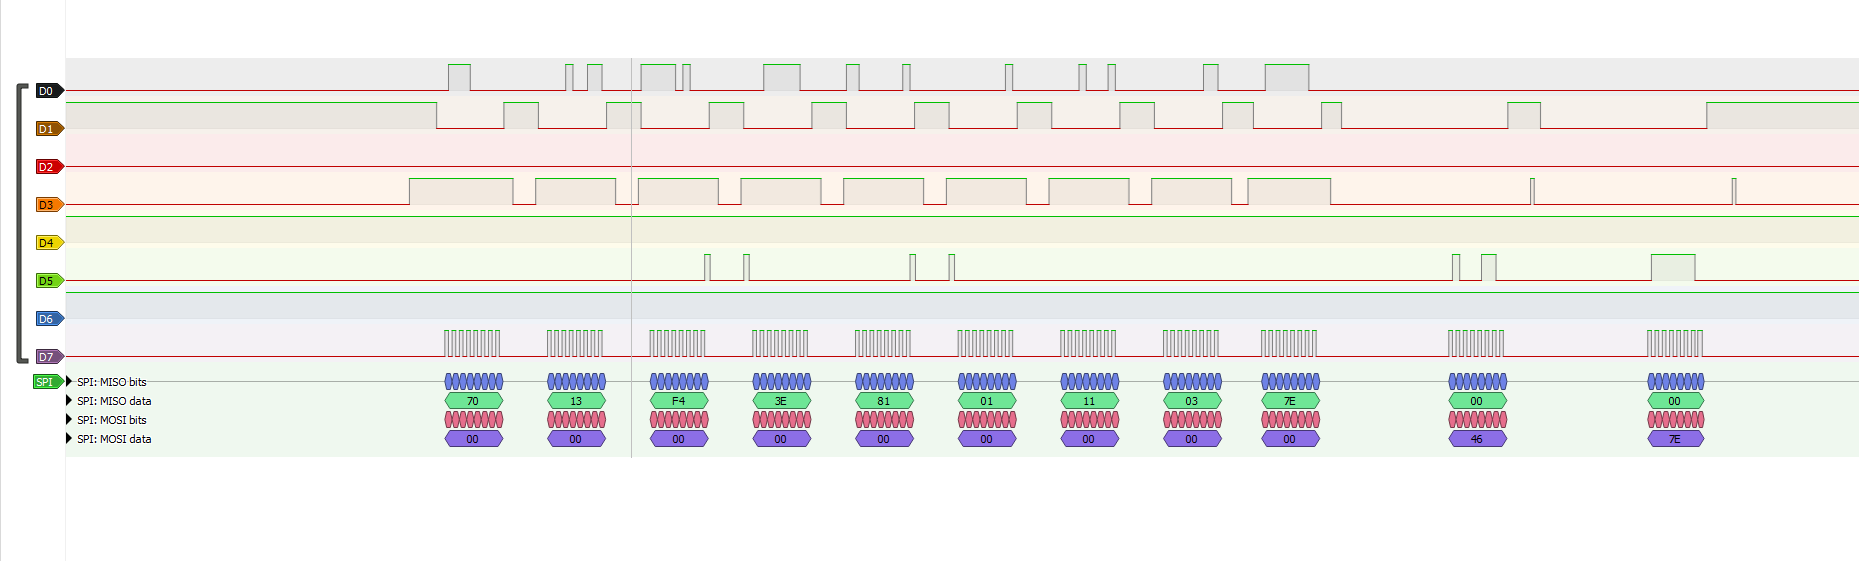 D0
D1
D2
D3
D4
D5
D6
D7
SPI SPI: MISO bits
SPI: MISO data 70 13 F4 3E 81 01 11 03 7E 00 00
SPI: MOSI bits
SPI: MOSI data 00 00 00 00 00 00 00 00 00 46 7E